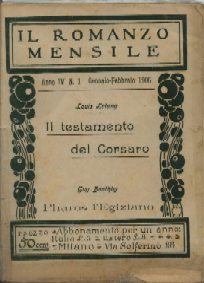 IL ROMANZO
MENSILE
Anno IV N. 1 Gennaio-Febbraio 1906
Louis Létang
Il testamento
del Corsaro
Guy Boothby
Pharos l'Egiziano
PREZZO
50 cent.
Abbonamento per un anno:
Italia L. 3 Estero L. 5
Milano Via Solferino 28